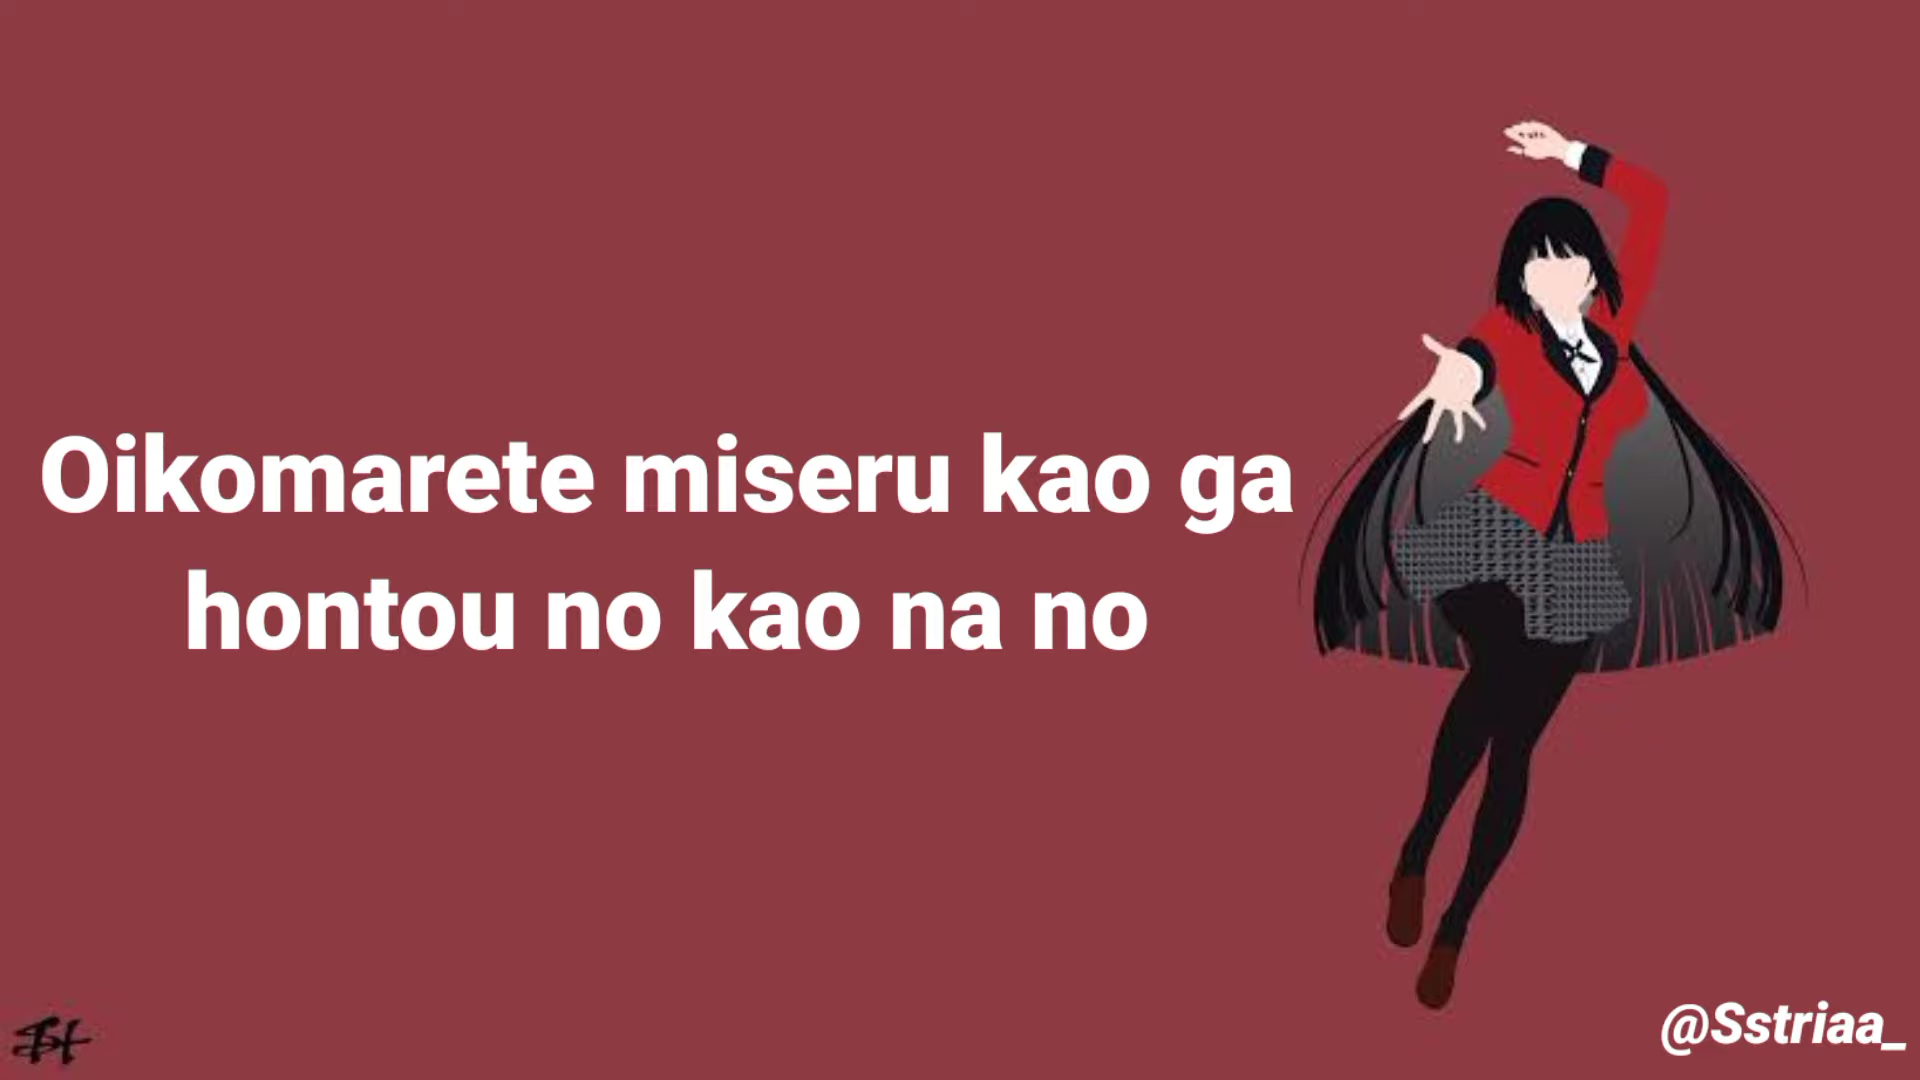 Oikomarete miseru kao ga
hontou no kao na no
@Sstriaa_